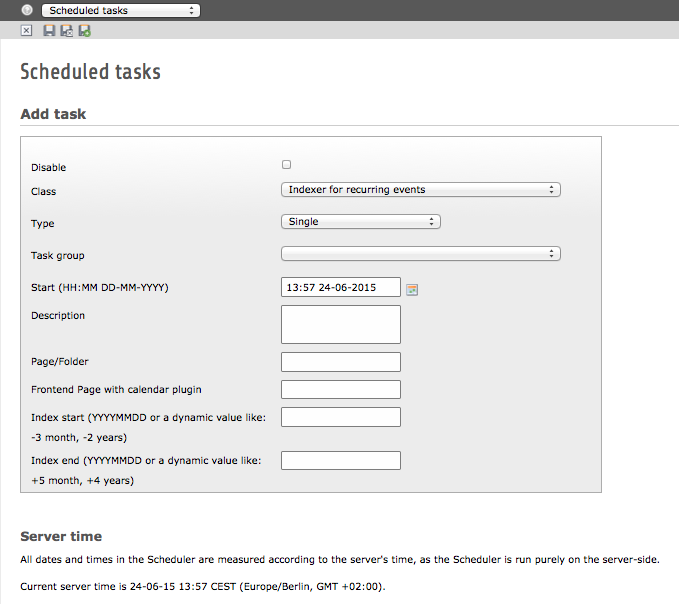 Scheduled tasks
Scheduled tasks
Add task
Disable
Class
Indexer for recurring events
Type
Single
Task group
Start (HH:MM DD-MM-YYYY)
13:57 24-06-2015
Description
Page/Folder
Frontend Page with calendar plugin
Index start (YYYYMMDD or a dynamic value like:
-3 month, -2 years)
Index end (YYYYMMDD or a dynamic value like:
+5 month, +4 years)
Server time
All dates and times in the Scheduler are measured according to the server's time, as the Scheduler is run purely on the server-side.
Current server time is 24-06-15 13:57 CEST (Europe/Berlin, GMT +02:00).